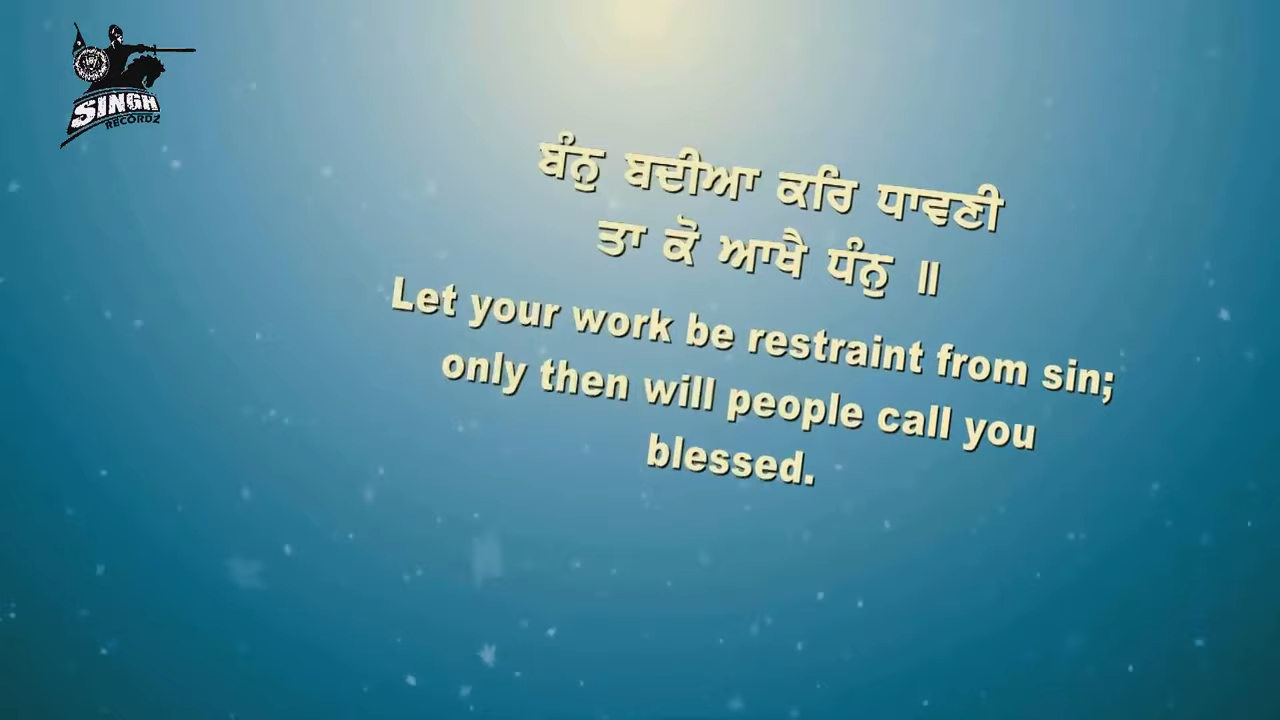 SINGH
RECORDZ
ਬੰਨੁ ਬਦੀਆ ਕਰਿ ਧਾਵਣੀ
ਤਾ ਕੋ ਆਖੈ ਧੰਨੁ ॥
Let your work be restraint from sin;
only then will people call you
blessed.